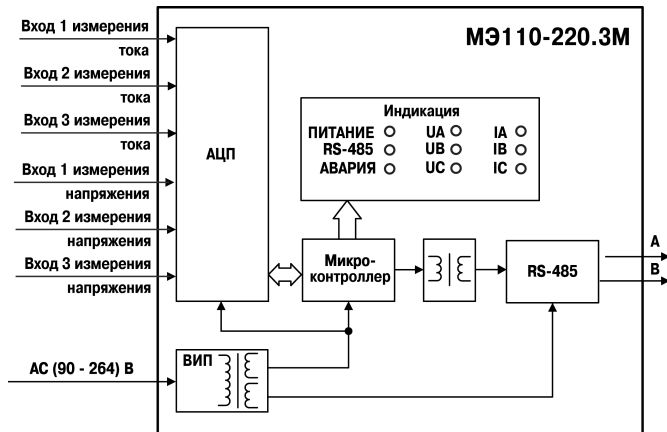 МЭ110-220.3М
Вход 1 измерения
тока
Вход 2 измерения
тока
Вход 3 измерения
тока
Вход 1 измерения
напряжения
Вход 2 измерения
напряжения
Вход 3 измерения
напряжения
АЦП
Индикация
ПИТАНИЕ UA IA
RS-485 UB IB
АВАРИЯ UC IC
Микро-
контроллер
RS-485
A
B
AC (90 - 264) В
ВИП